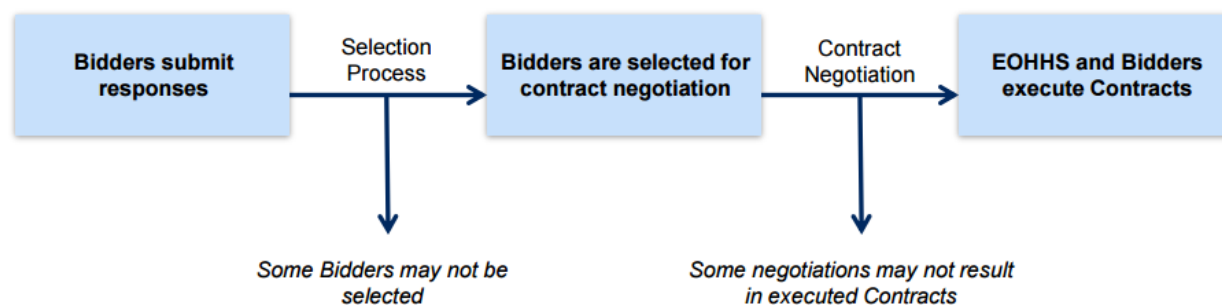 Bidders submit
responses
Selection
Process
Bidders are selected for
contract negotiation
Contract
Negotiation
EOHHS and Bidders
execute Contracts
Some Bidders may not be
selected
Some negotiations may not result
in executed Contracts